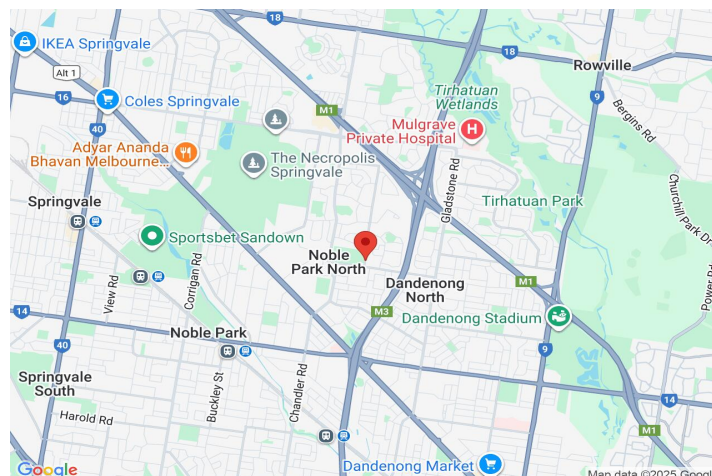 18
IKEA Springvale
18
Rowville
Alt 1
16
Coles Springvale
M1
Tirhatuan
Wetlands
9
Bergins Rd
40
Mulgrave
Private Hospital
Adyar Ananda
Bhavan Melbourne...
The Necropolis
Springvale
Gladstone Rd
Churchill Park Dr
Springvale
Tirhatuan Park
Sportsbet Sandown
Corrigan Rd
Noble
Park North
View Rd
Dandenong
North
M1
Power Rd
14
M3
Dandenong Stadium
Noble Park
40
9
Springvale
South
Buckley St
Chandler Rd
14
Harold Rd
M1
Dandenong Market
Google
Map data ©2025 Google